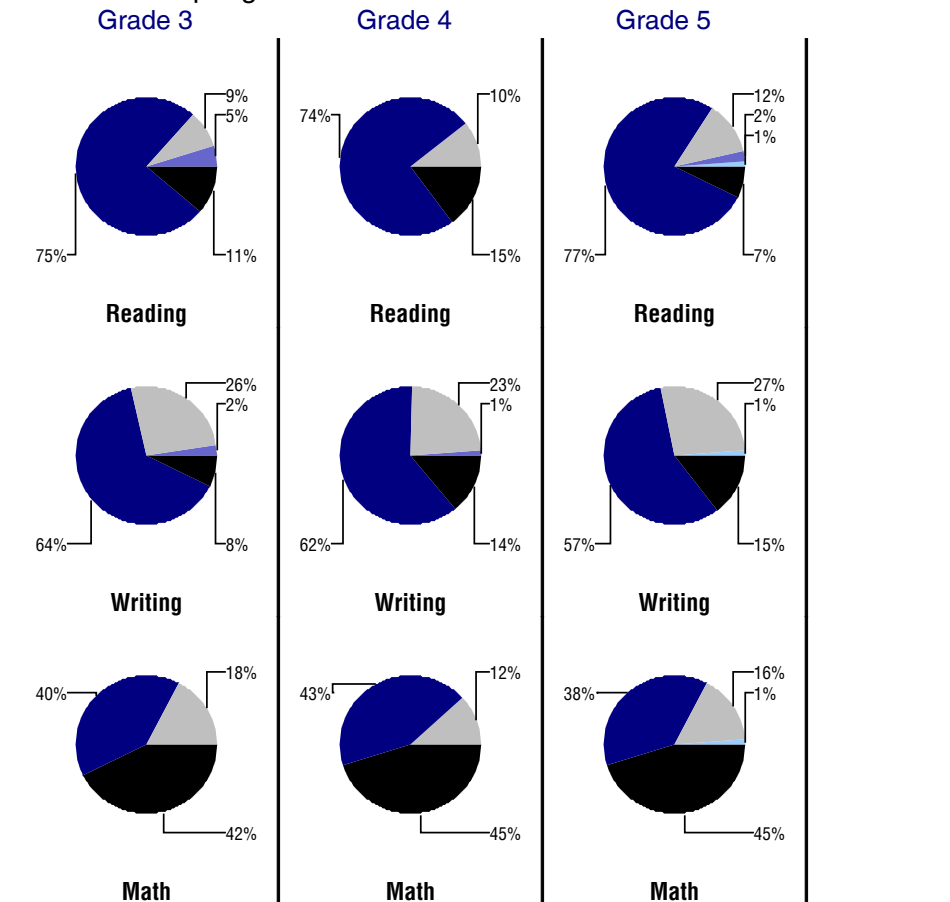 Grade 3 Grade 4 Grade 5
9% 10% 12%
5% 74% 2%
1%
75% 11% 15% 77% 7%
Reading Reading Reading
26% 23% 27%
2% 1% 1%
64% 8% 62% 14% 57% 15%
Writing Writing Writing
18% 12% 16%
40% 43% 38% 1%
42% 45% 45%
Math Math Math